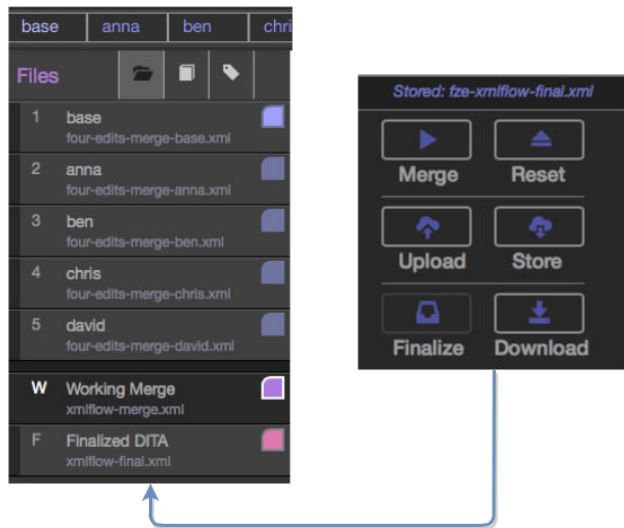 base anna ben chri
Files
1 base
four-edits-merge-base.xml
2 anna
four-edits-merge-anna.xml
3 ben
four-edits-merge-ben.xml
4 chris
four-edits-merge-chris.xml
5 david
four-edits-merge-david.xml
W Working Merge
xmlflow-merge.xml
F Finalized DITA
xmlflow-final.xml
Stored: fze-xmlflow-final.xml
Merge Reset
Upload Store
Finalize Download